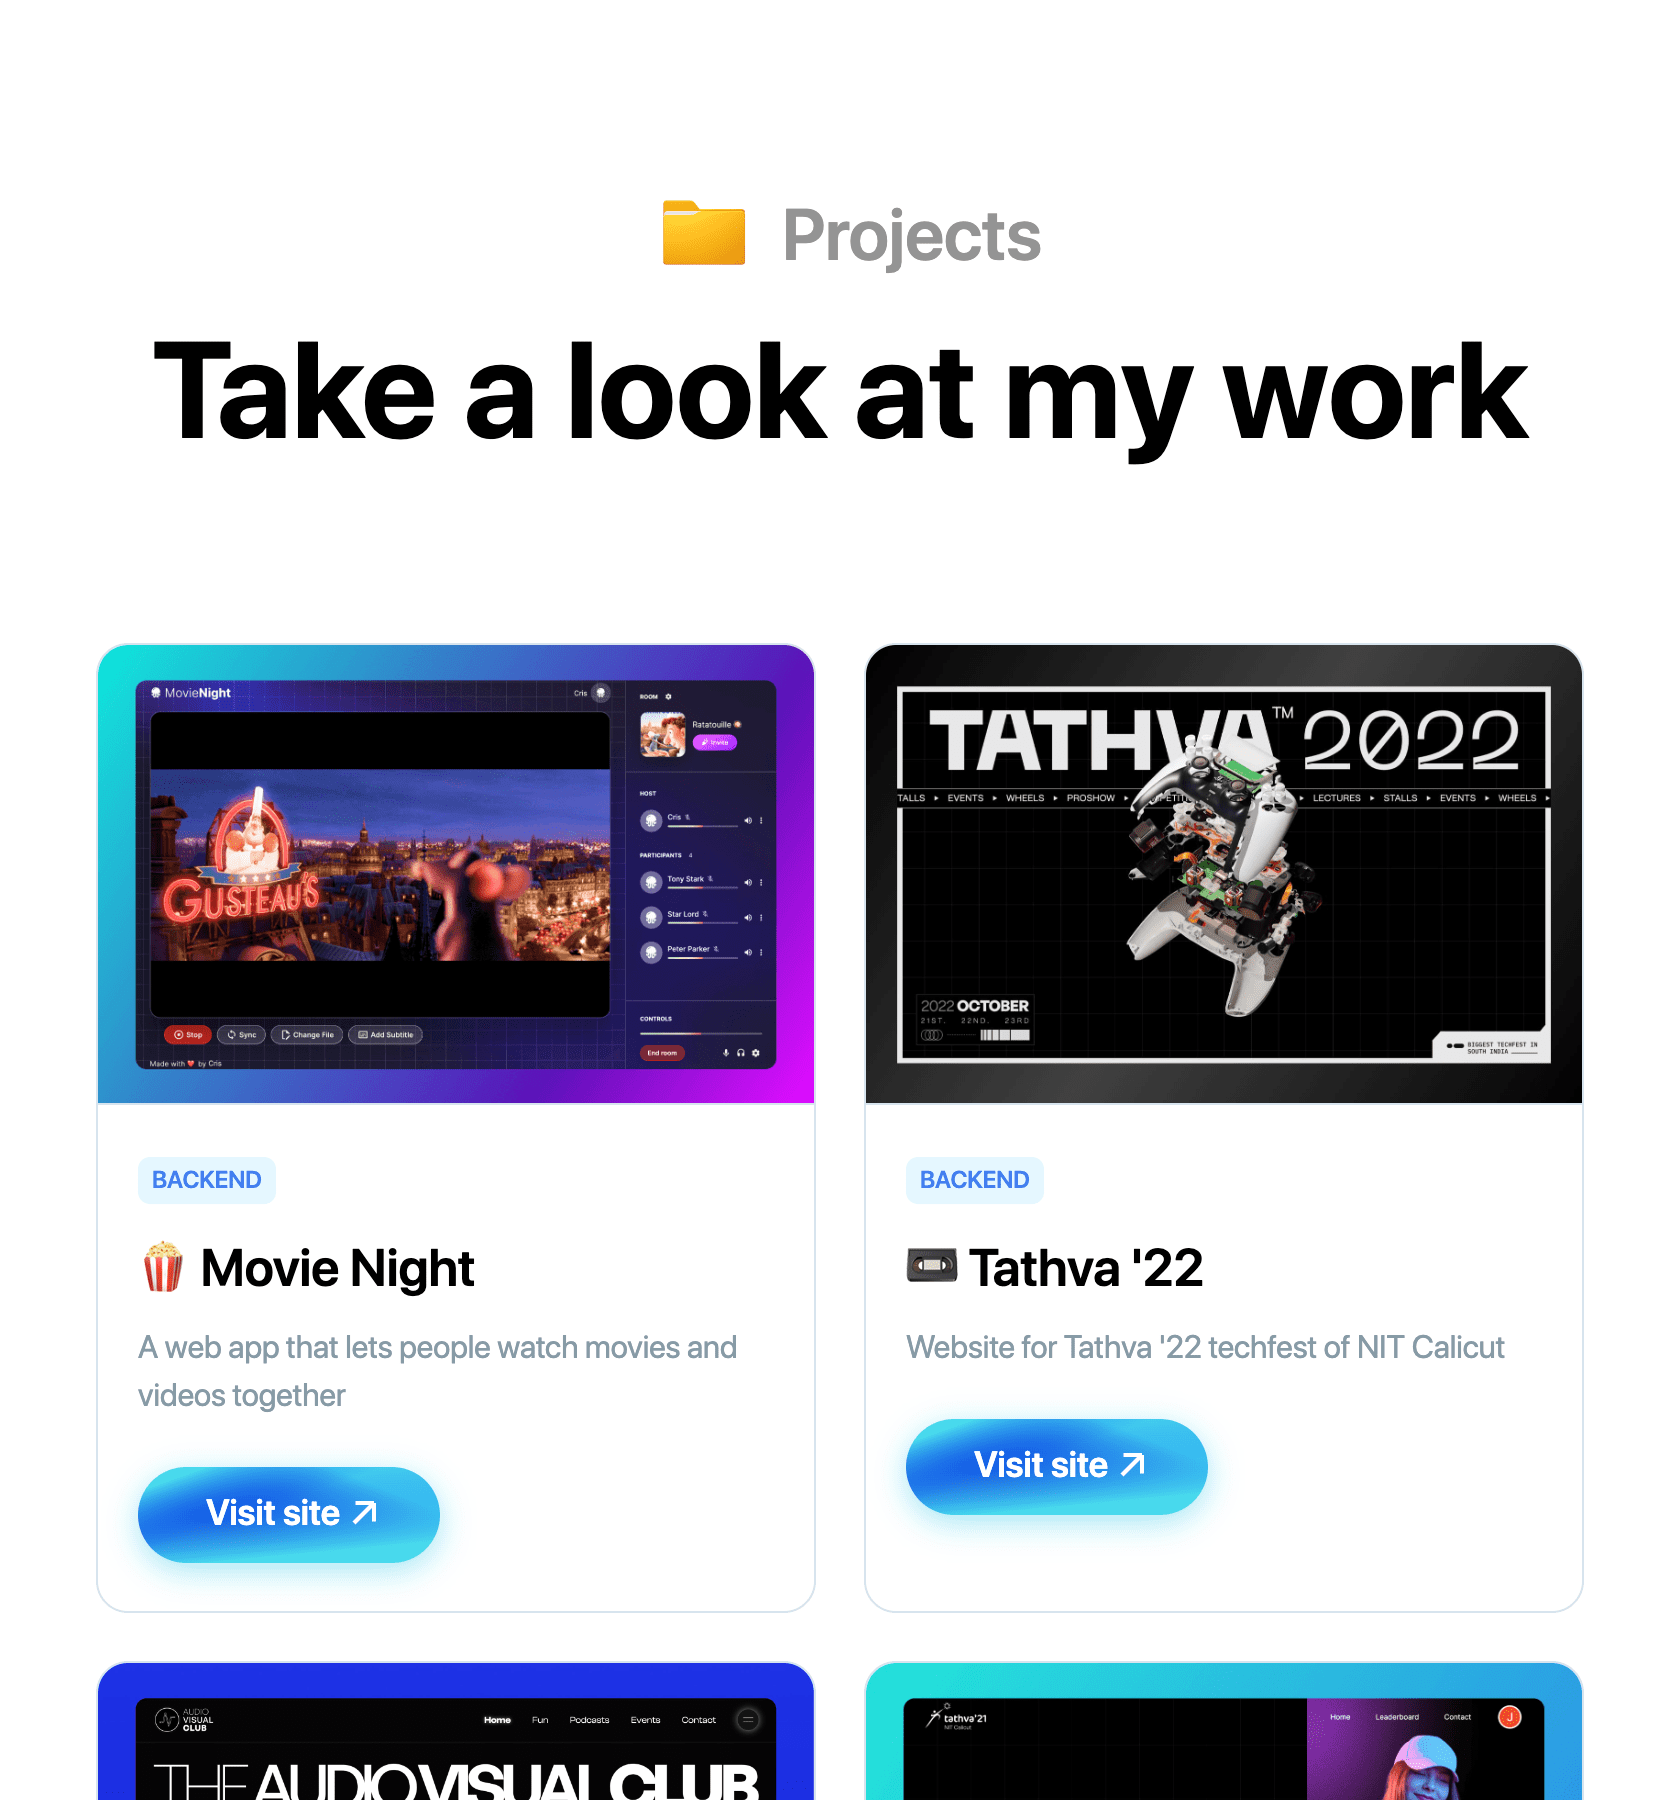 Projects
Take a look at my work
MovieNight
Cris
ROOM
Ratatouille
Invite
HOST
Cris
PARTICIPANTS 4
Tony Stark
Star Lord
Peter Parker
CONTROLS
End room
GUSTEAU'S
Stop
Sync
Change File
Add Subtitle
Made with ❤️ by Cris
TATHVA™ 2022
TALLS ▸ EVENTS ▸ WHEELS ▸ PROSHOW ▸
LECTURES ▸ STALLS ▸ EVENTS ▸ WHEELS ▸
2022 OCTOBER
21ST. 22ND. 23RD
BIGGEST TECHFEST IN
SOUTH INDIA
BACKEND
🍿 Movie Night
A web app that lets people watch movies and
videos together
Visit site ↗
BACKEND
📼 Tathva '22
Website for Tathva '22 techfest of NIT Calicut
Visit site ↗
AUDIO
VISUAL
CLUB
Home
Fun
Podcasts
Events
Contact
THE AUDIO VISUAL CLUB
tathva'21
NIT Calicut
Home
Leaderboard
Contact
J